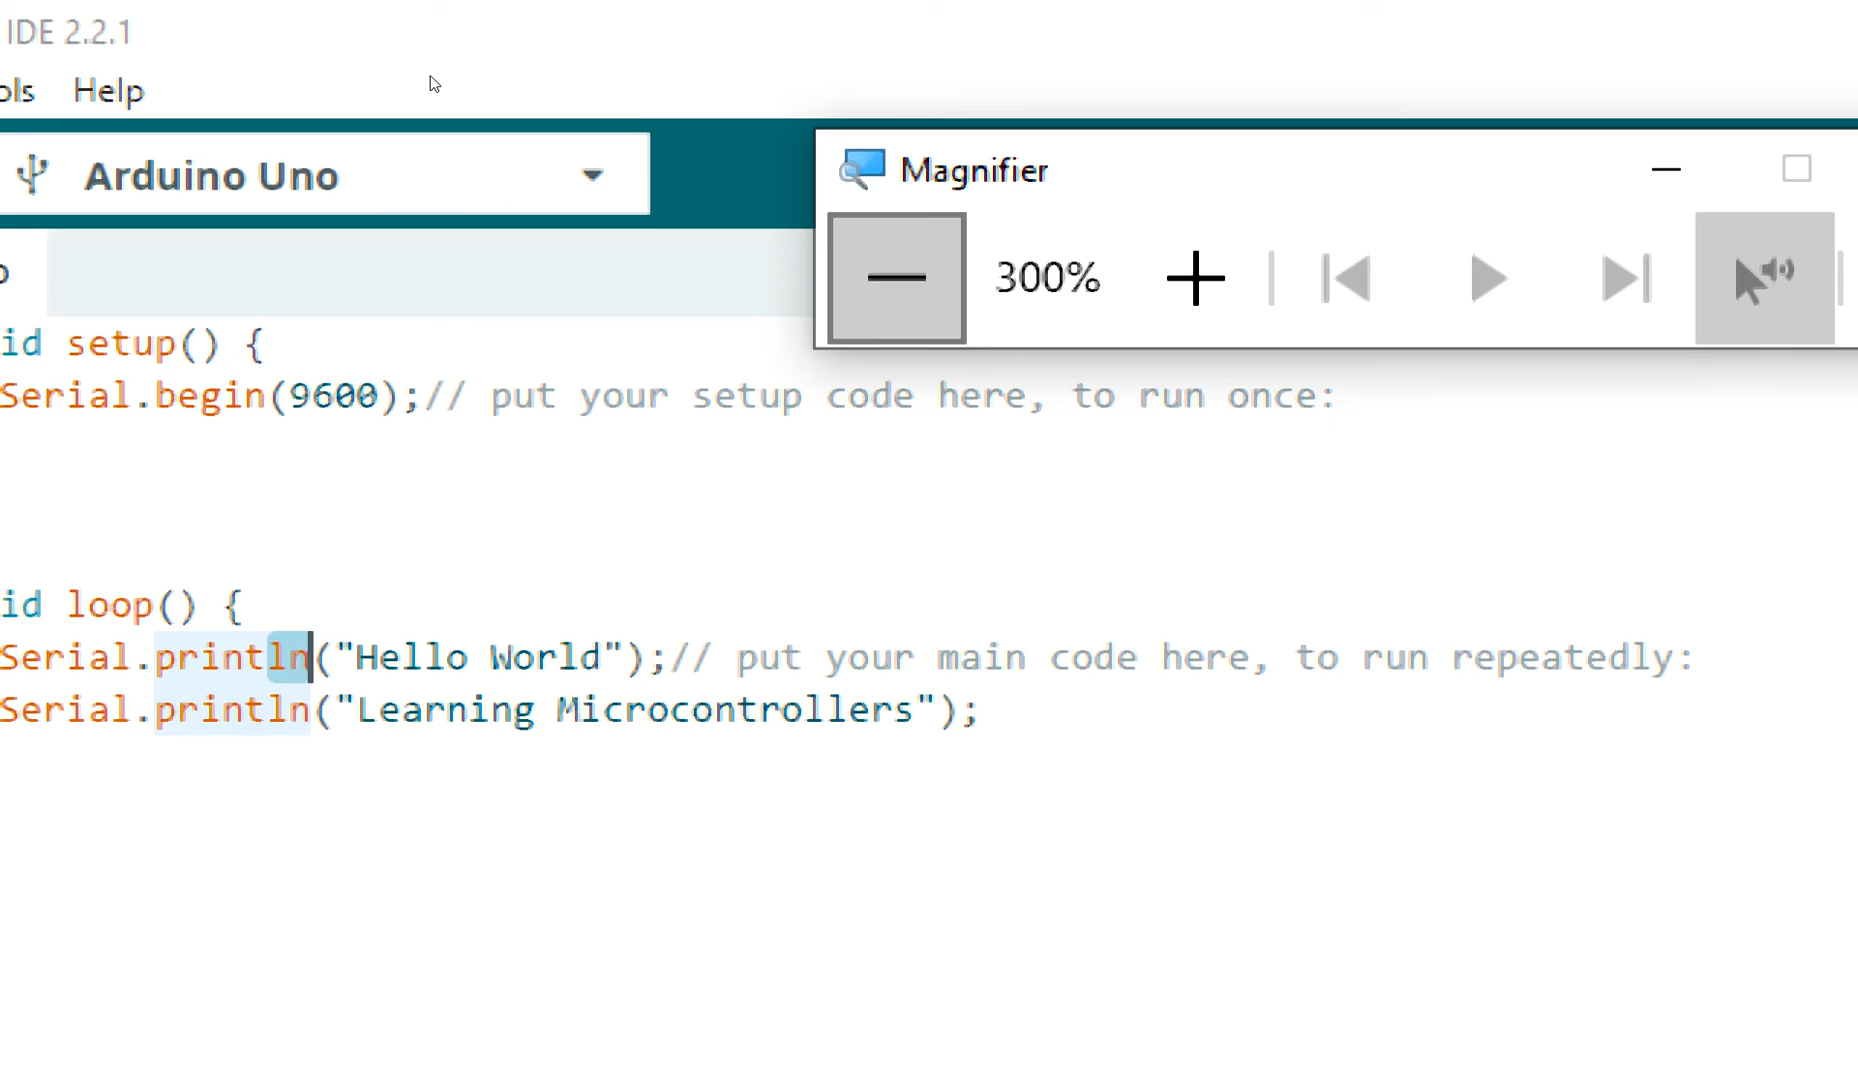 IDE 2.2.1
ols Help
Arduino Uno
Magnifier
300%
o
id setup() {
Serial.begin(9600);// put your setup code here, to run once:
id loop() {
Serial.println("Hello World");// put your main code here, to run repeatedly:
Serial.println("Learning Microcontrollers");